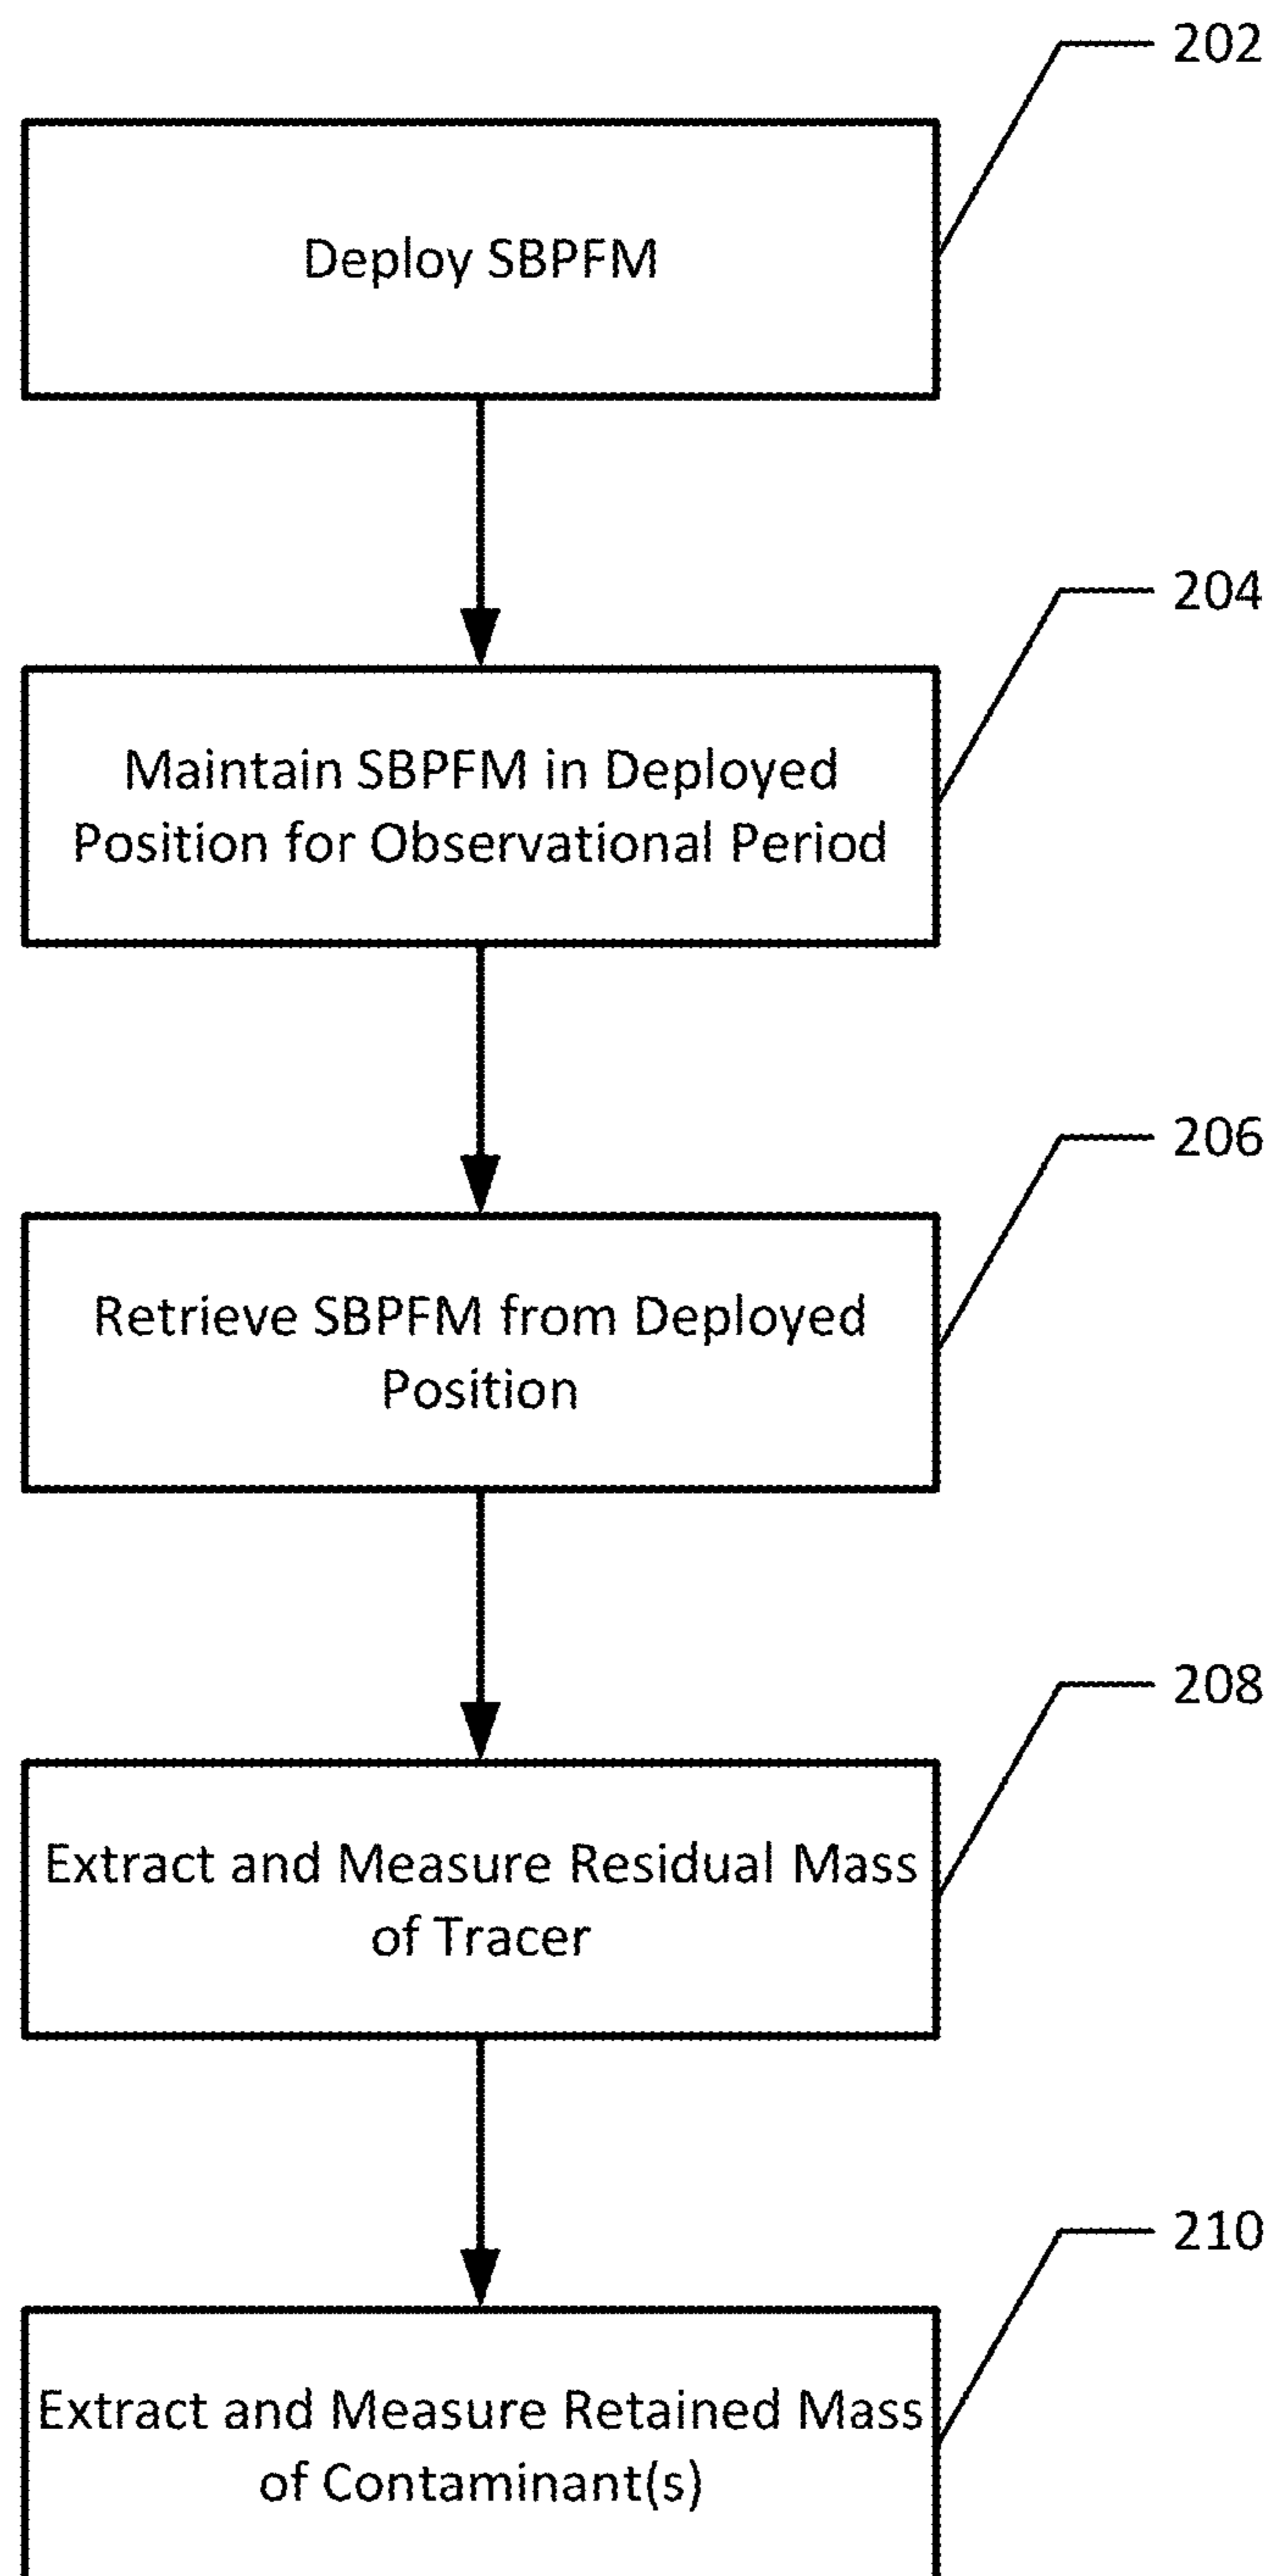 202
Deploy SBPFM
204
Maintain SBPFM in Deployed
Position for Observational Period
206
Retrieve SBPFM from Deployed
Position
208
Extract and Measure Residual Mass
of Tracer
210
Extract and Measure Retained Mass
of Contaminant(s)